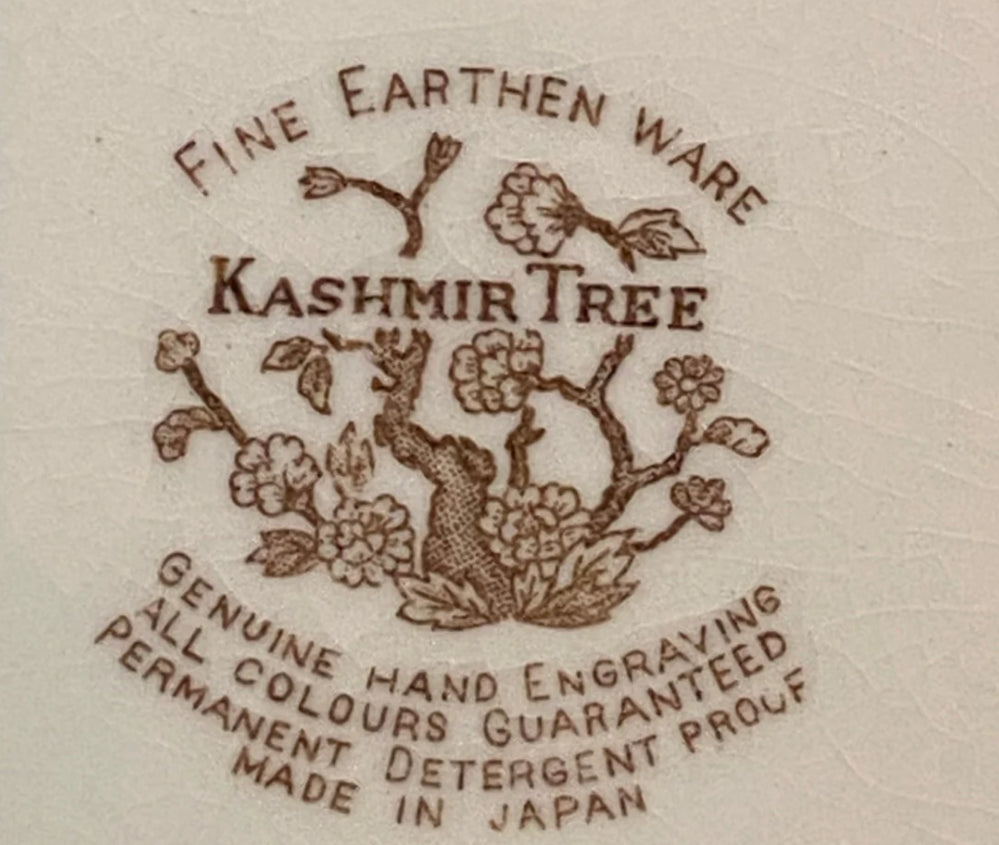 FINE EARTHEN WARE
KASHMIR TREE
GENUINE HAND ENGRAVING
ALL COLOURS GUARANTEED
PERMANENT DETERGENT PROOF
MADE IN JAPAN